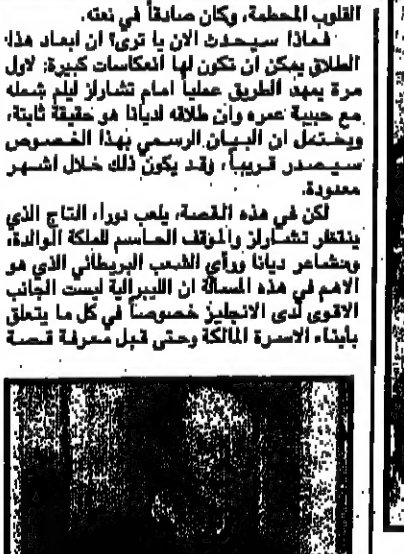 القلوب المحطمة، وكان صادقاً في نعته.
فماذا سيحدث الان يا ترى؟ ان ابعاد هذا
الطلاق يمكن ان تكون لها انعكاسات كبيرة: لاول
مرة يمهد الطريق عملياً امام تشارلز ليلم شمله
مع حبيبة عمره وان طلاقه لديانا هو حقيقة ثابتة،
ويحتمل ان البيان الرسمي بهذا الخصوص
سيصدر قريباً، وقد يكون ذلك خلال اشهر
معدودة.
لكن في هذه القصة، يلعب دوراً، التاج الذي
ينتظر تشارلز والموقف الحاسم للملكة الوالدة،
ومشاعر ديانا ورأي الشعب البريطاني الذي هو
الاهم في هذه المسألة ان الليبرالية ليست الجانب
الاقوى لدى الانجليز خصوصاً في كل ما يتعلق
بأبناء الاسرة المالكة وحتى قبل معرفة قصة